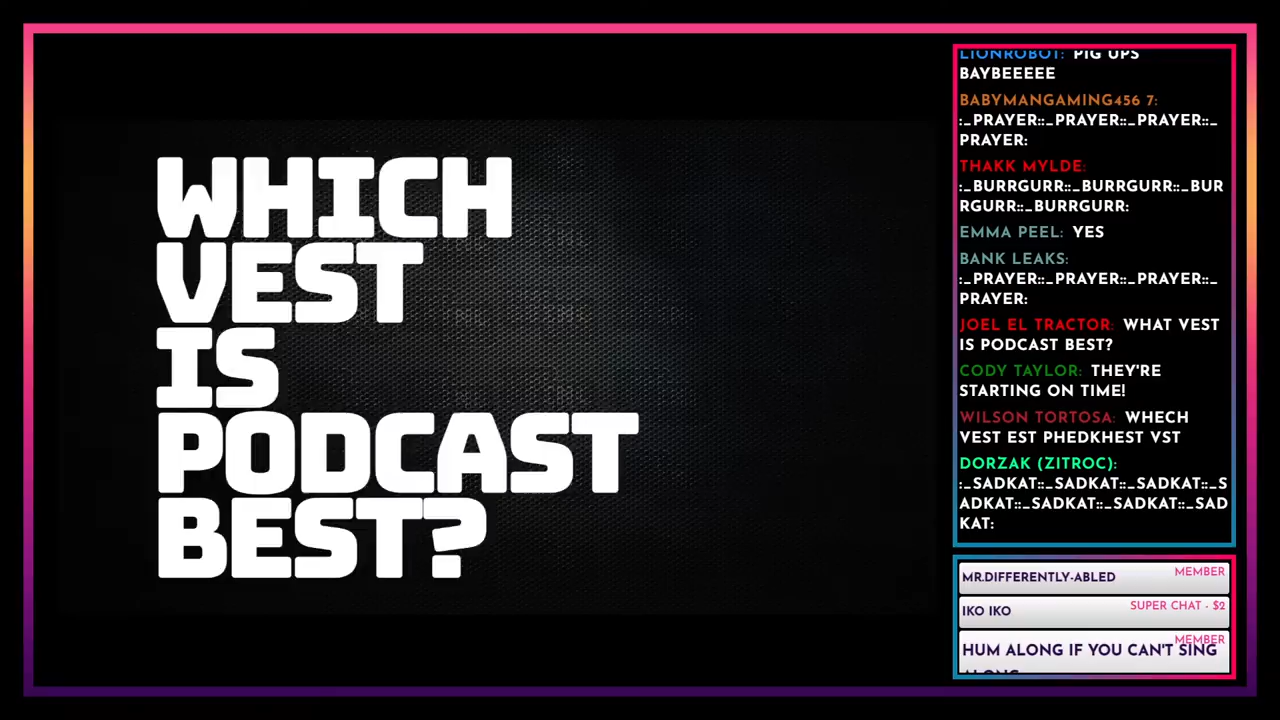 WHICH
VEST
IS
PODCAST
BEST?
LIONROBOT: PIG UPS
BAYBEEEEE
BABYMANGAMING456 7:
:_PRAYER::_PRAYER::_PRAYER::_
PRAYER:
THAKK MYLDE:
:_BURRGURR::_BURRGURR::_BUR
RGURR::_BURRGURR:
EMMA PEEL: YES
BANK LEAKS:
:_PRAYER::_PRAYER::_PRAYER::_
PRAYER:
JOEL EL TRACTOR: WHAT VEST
IS PODCAST BEST?
CODY TAYLOR: THEY'RE
STARTING ON TIME!
WILSON TORTOSA: WHECH
VEST EST PHEDKHEST VST
DORZAK (ZITROC):
:_SADKAT::_SADKAT::_SADKAT::_S
ADKAT::_SADKAT::_SADKAT::_SAD
KAT:
MR.DIFFERENTLY-ABLED MEMBER
IKO IKO SUPER CHAT - $2
MEMBER
HUM ALONG IF YOU CAN'T SING
ALONG